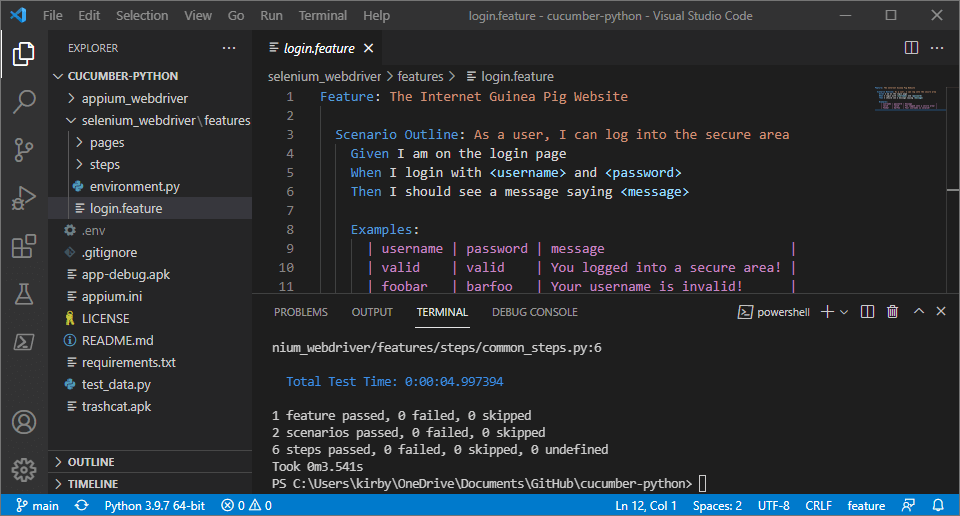 File Edit View Go Run Terminal Help login.feature - cucumber-python - Visual Studio Code
EXPLORER
CUCUMBER-PYTHON
appium_webdriver
selenium_webdriver\features
pages
steps
environment.py
login.feature
.env
.gitignore
app-debug.apk
appium.ini
LICENSE
README.md
requirements.txt
test_data.py
trashcat.apk
OUTLINE
TIMELINE
login.feature
selenium_webdriver > features > login.feature
1 Feature: The Internet Guinea Pig Website
2
3 Scenario Outline: As a user, I can log into the secure area
4 Given I am on the login page
5 When I login with <username> and <password>
6 Then I should see a message saying <message>
7
8 Examples:
9 | username | password | message |
10 | valid | valid | You logged into a secure area! |
11 | foobar | barfoo | Your username is invalid! |
PROBLEMS OUTPUT TERMINAL DEBUG CONSOLE powershell
nium_webdriver/features/steps/common_steps.py:6
Total Test Time: 0:00:04.997394
1 feature passed, 0 failed, 0 skipped
2 scenarios passed, 0 failed, 0 skipped
6 steps passed, 0 failed, 0 skipped, 0 undefined
Took 0m3.541s
PS C:\Users\kirby\OneDrive\Documents\GitHub\cucumber-python>
main Python 3.9.7 64-bit 0 0 Ln 12, Col 1 Spaces: 2 UTF-8 CRLF feature